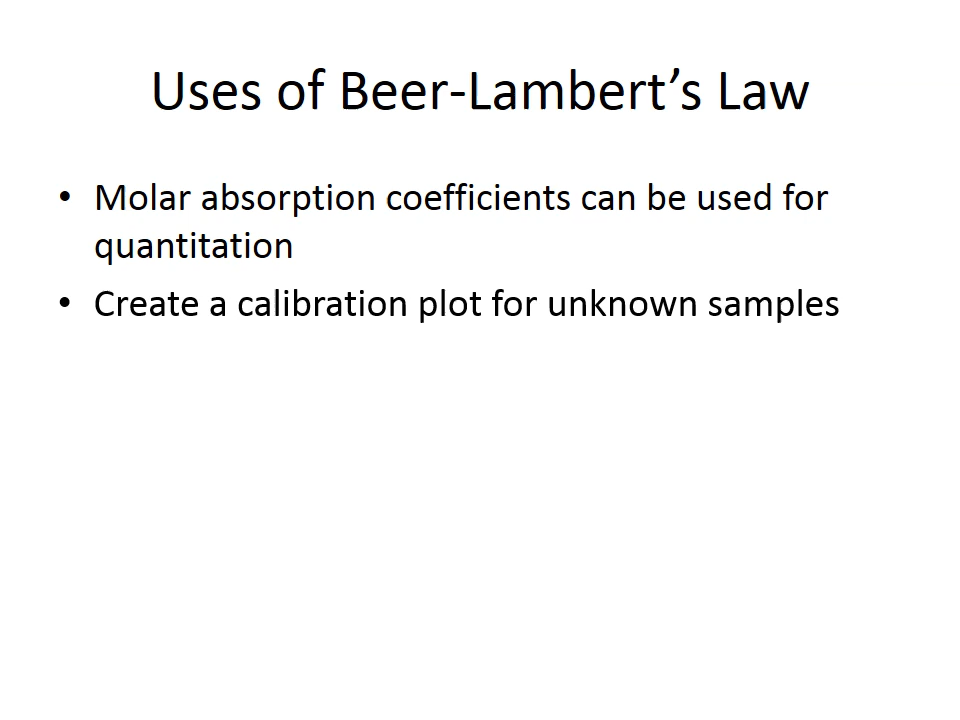 Uses of Beer-Lambert’s Law
• Molar absorption coefficients can be used for
quantitation
• Create a calibration plot for unknown samples